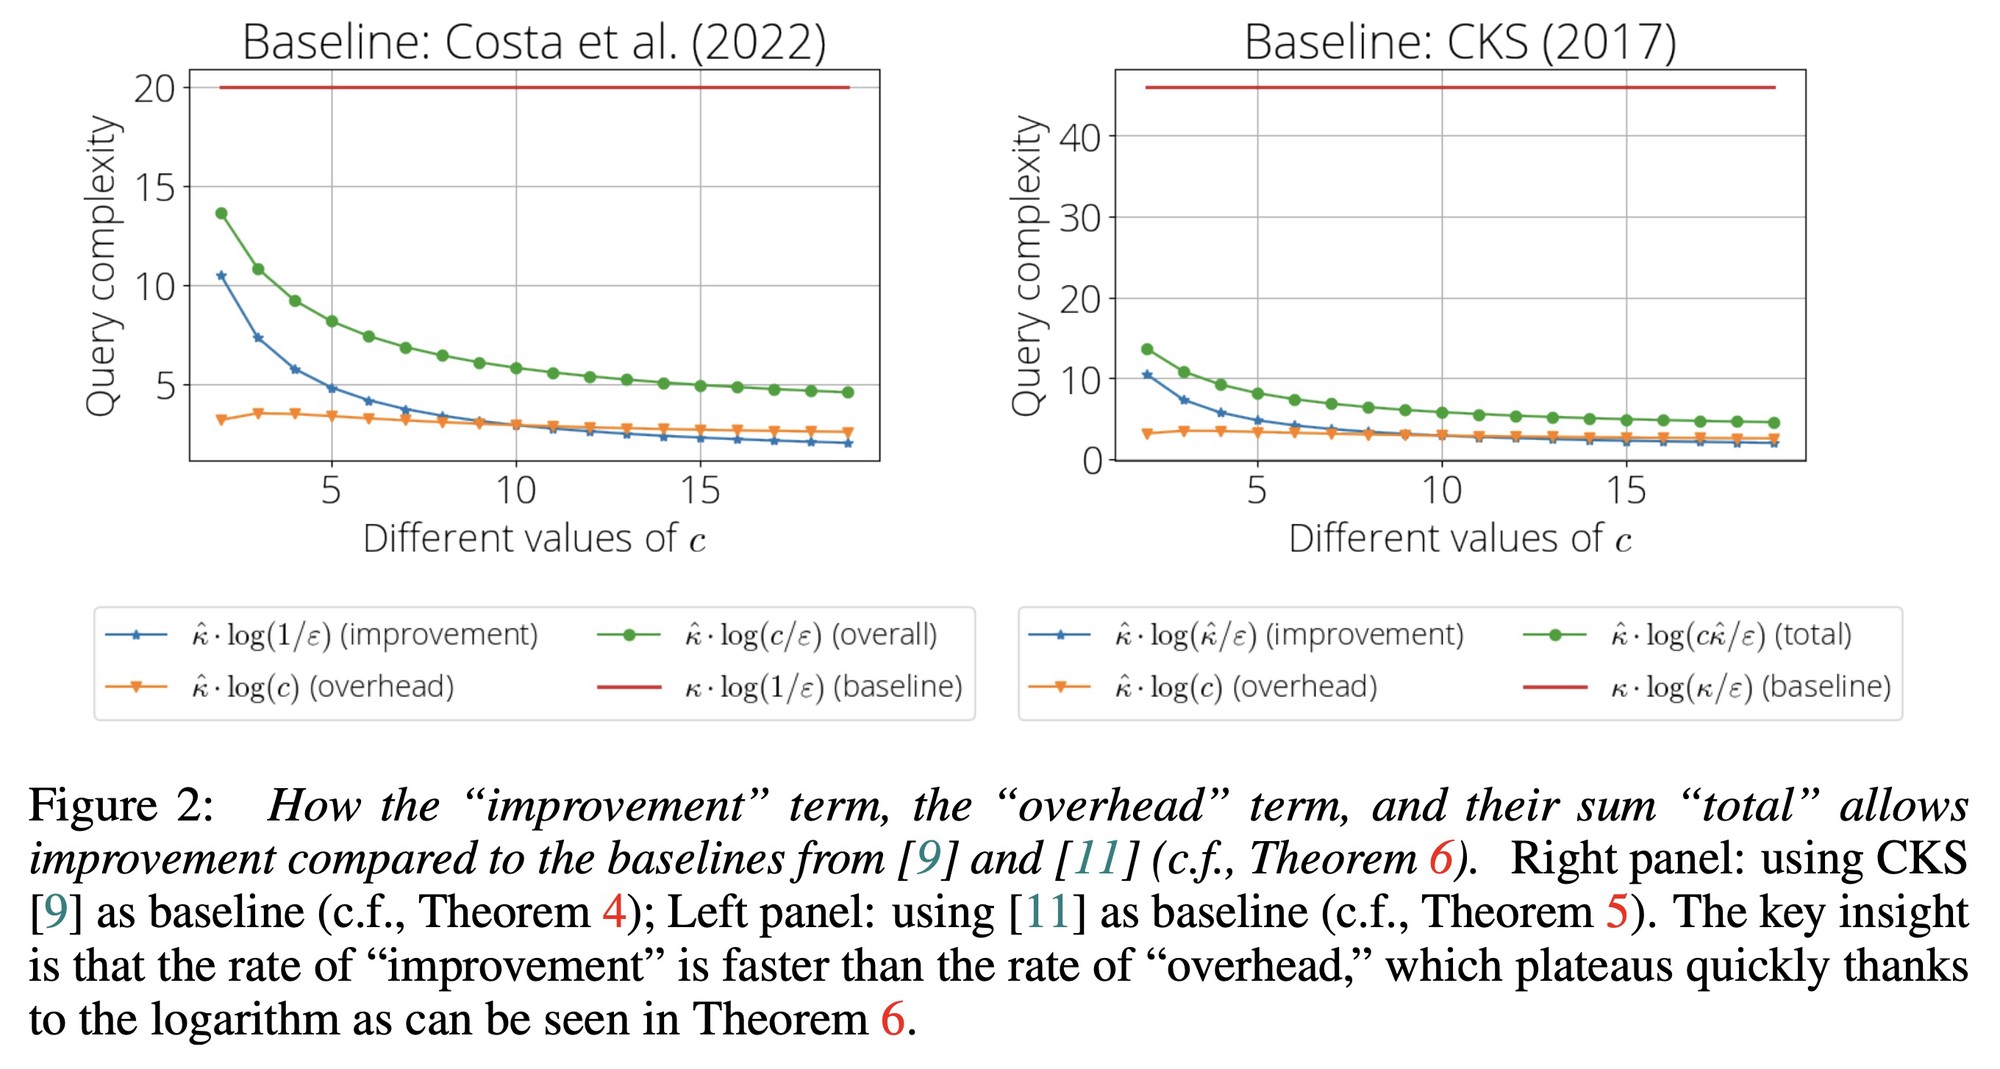 Baseline: Costa et al. (2022)
20
15
10
5
Query complexity
5 10 15
Different values of c
κ̂ · log(1/ε) (improvement)
κ̂ · log(c/ε) (overall)
κ̂ · log(c) (overhead)
κ · log(1/ε) (baseline)
Baseline: CKS (2017)
40
30
20
10
0
Query complexity
5 10 15
Different values of c
κ̂ · log(κ̂/ε) (improvement)
κ̂ · log(cκ̂/ε) (total)
κ̂ · log(c) (overhead)
κ · log(κ/ε) (baseline)
Figure 2: How the “improvement” term, the “overhead” term, and their sum “total” allows
improvement compared to the baselines from [9] and [11] (c.f., Theorem 6). Right panel: using CKS
[9] as baseline (c.f., Theorem 4); Left panel: using [11] as baseline (c.f., Theorem 5). The key insight
is that the rate of “improvement” is faster than the rate of “overhead,” which plateaus quickly thanks
to the logarithm as can be seen in Theorem 6.